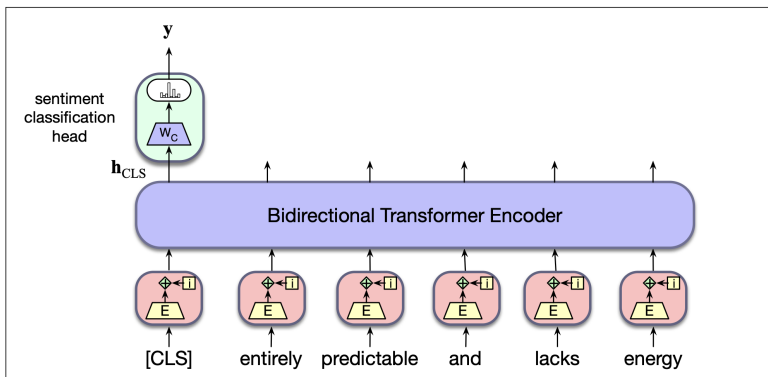 y
sentiment
classification
head
W_C
h_CLS
Bidirectional Transformer Encoder
i i i i i i
E E E E E E
[CLS] entirely predictable and lacks energy